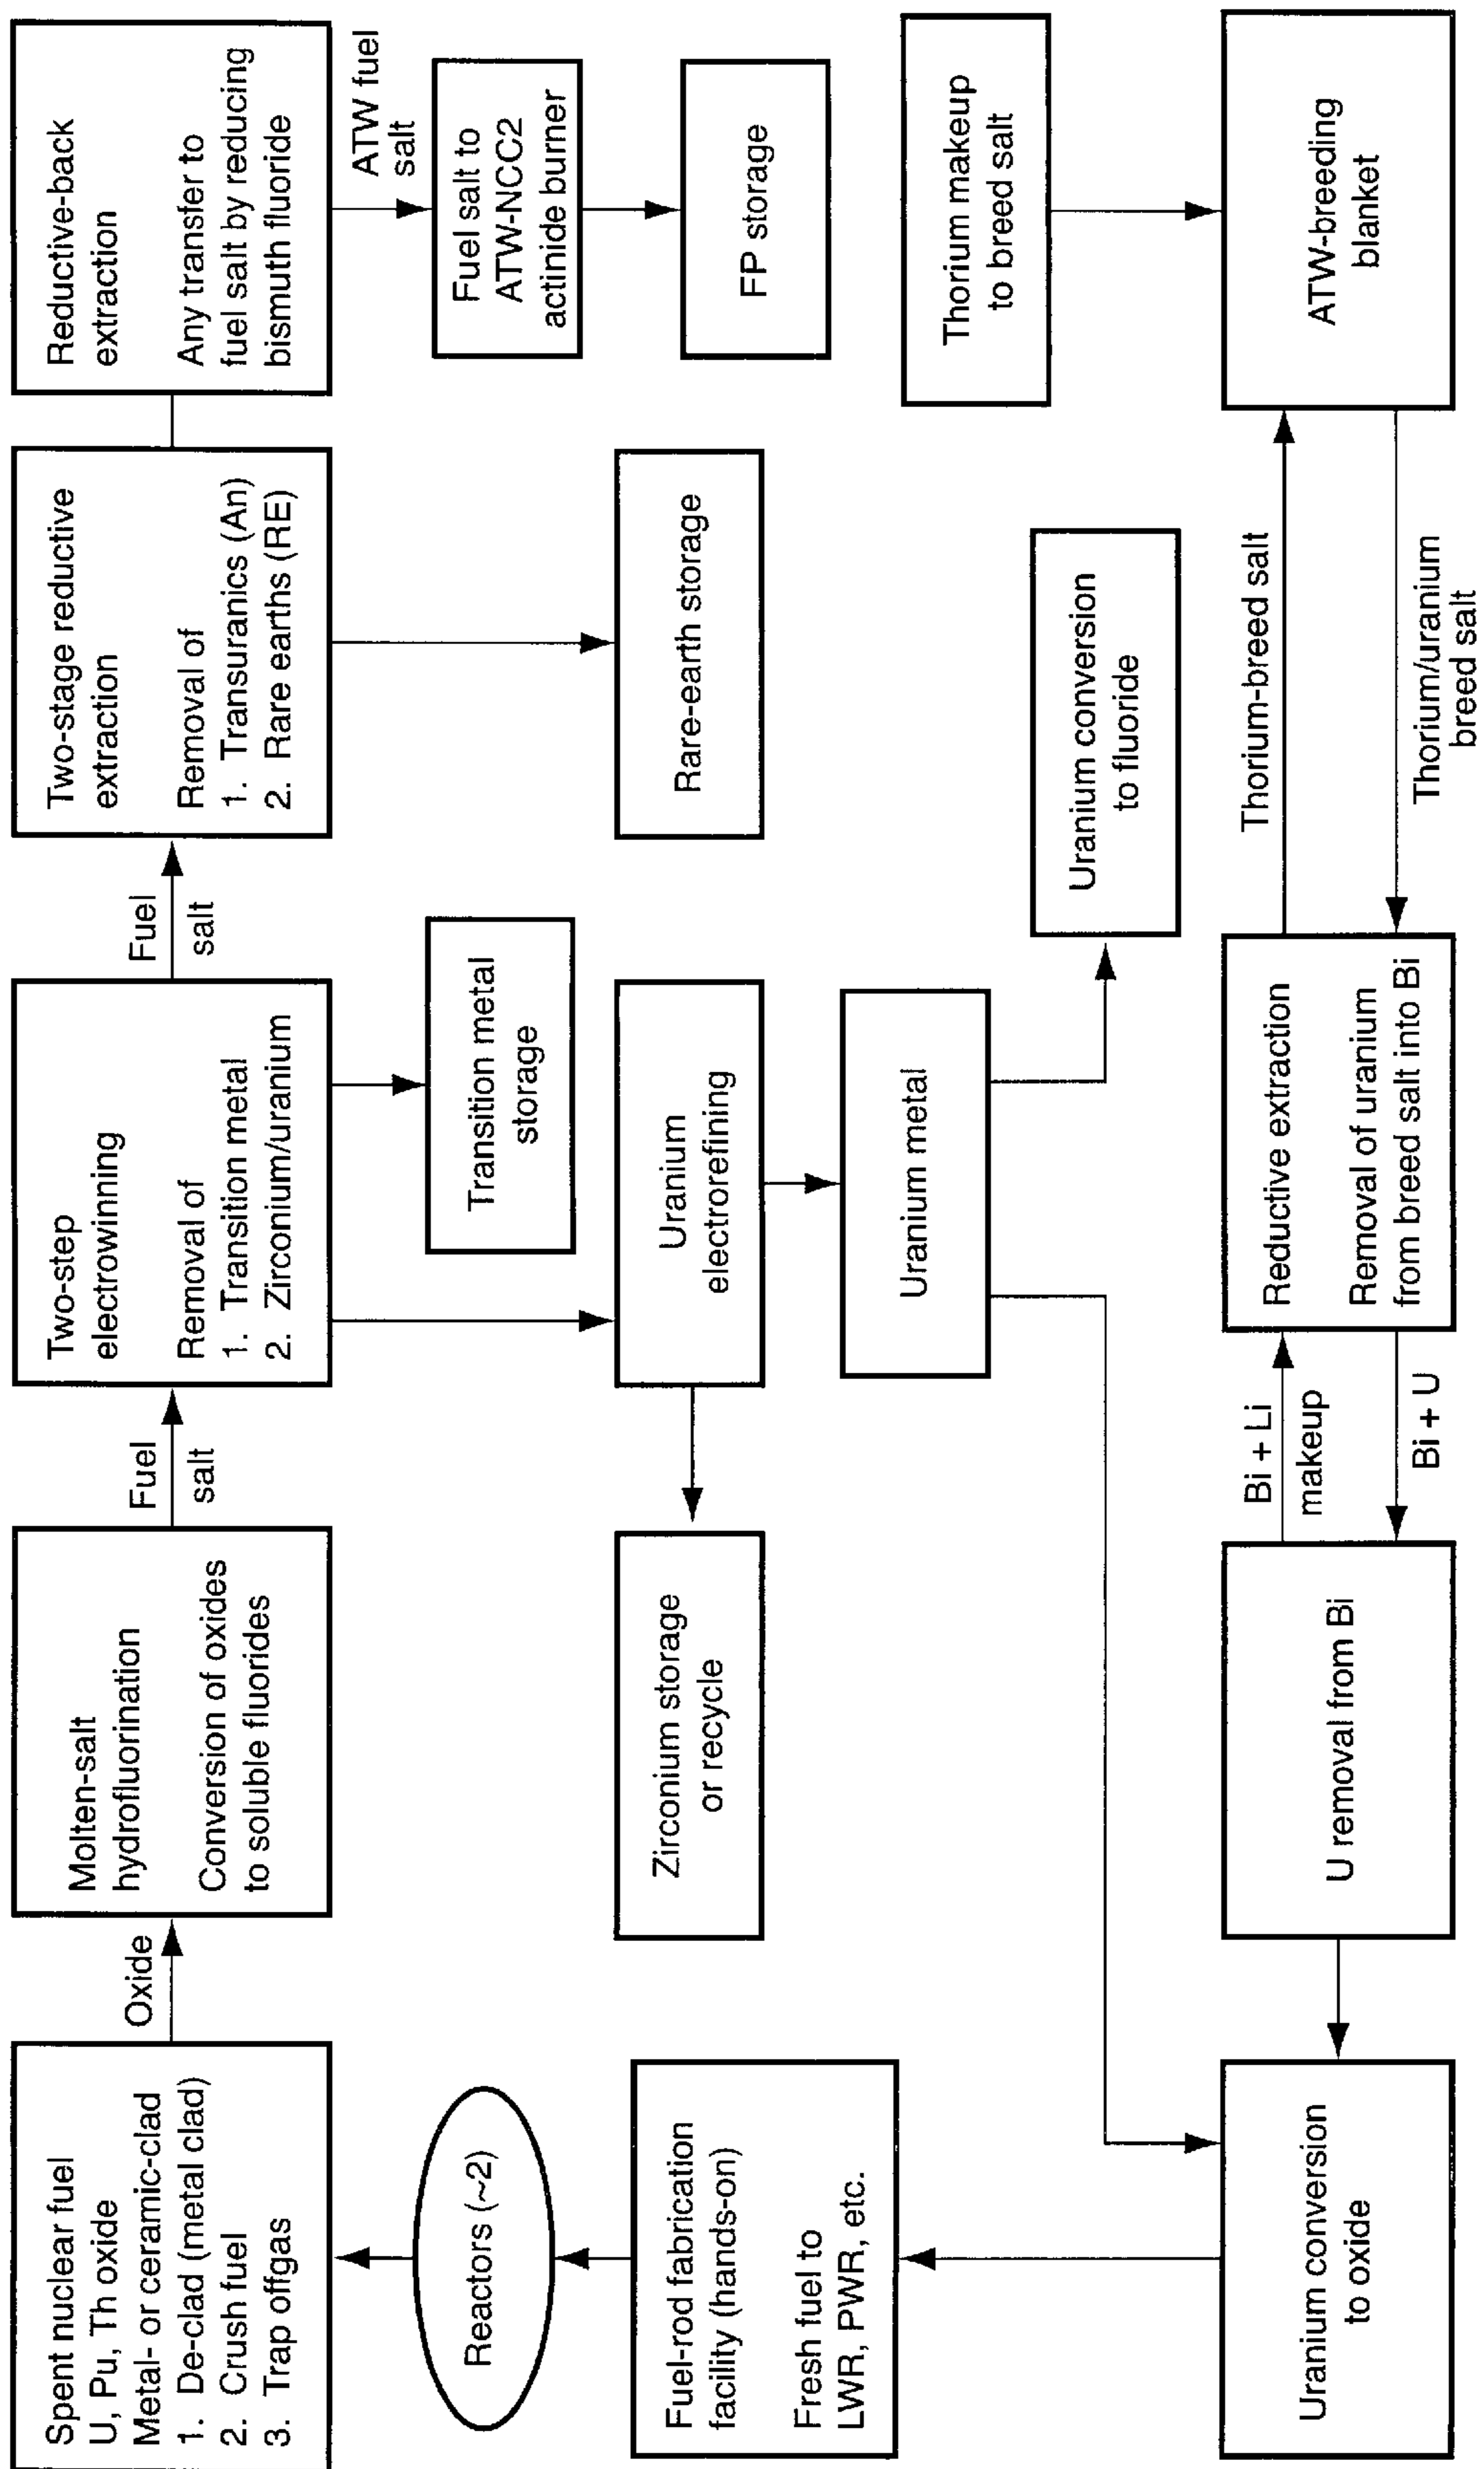 Spent nuclear fuel
U, Pu, Th oxide
Metal- or ceramic-clad
1. De-clad (metal clad)
2. Crush fuel
3. Trap offgas
Oxide
Molten-salt
hydrofluorination
Conversion of oxides
to soluble fluorides
Fuel
salt
Two-step
electrowinning
Removal of
1. Transition metal
2. Zirconium/uranium
Fuel
salt
Two-stage reductive
extraction
Removal of
1. Transuranics (An)
2. Rare earths (RE)
Reductive-back
extraction
Any transfer to
fuel salt by reducing
bismuth fluoride
ATW fuel
salt
Reactors (~2)
Transition metal
storage
Fuel salt to
ATW-NCC2
actinide burner
Fuel-rod fabrication
facility (hands-on)
Fresh fuel to
LWR, PWR, etc.
Zirconium storage
or recycle
Uranium
electrorefining
Rare-earth storage
FP storage
Uranium metal
Thorium makeup
to breed salt
Uranium conversion
to fluoride
Uranium conversion
to oxide
U removal from Bi
Bi + Li
makeup
Bi + U
Reductive extraction
Removal of uranium
from breed salt into Bi
Thorium-breed salt
Thorium/uranium
breed salt
ATW-breeding
blanket